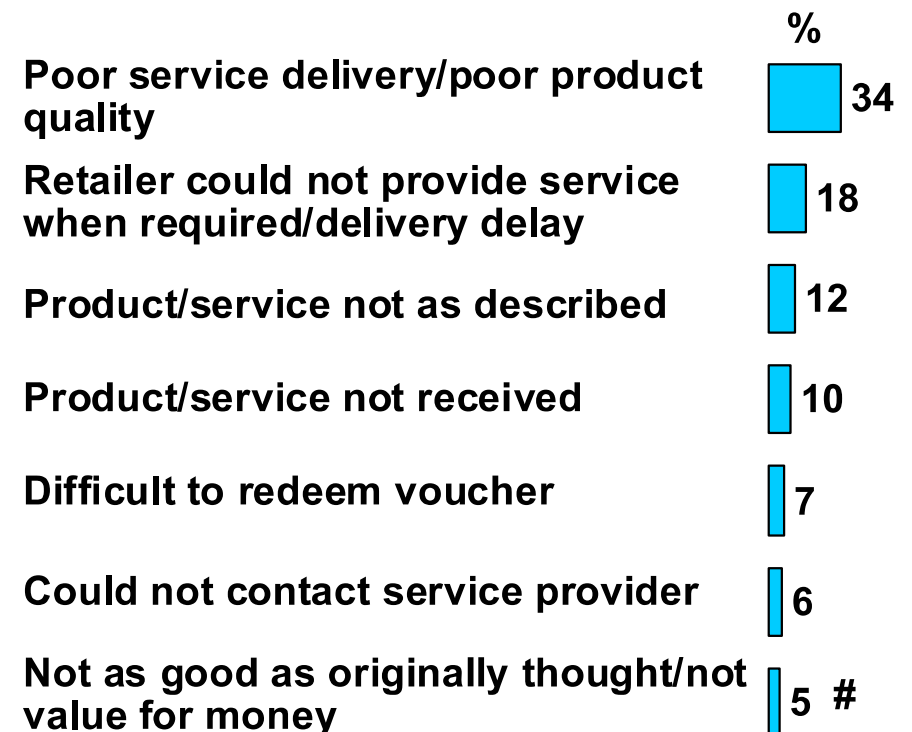 %
Poor service delivery/poor product
quality
34
Retailer could not provide service
when required/delivery delay
18
Product/service not as described
12
Product/service not received
10
Difficult to redeem voucher
7
Could not contact service provider
6
Not as good as originally thought/not
value for money
5 #